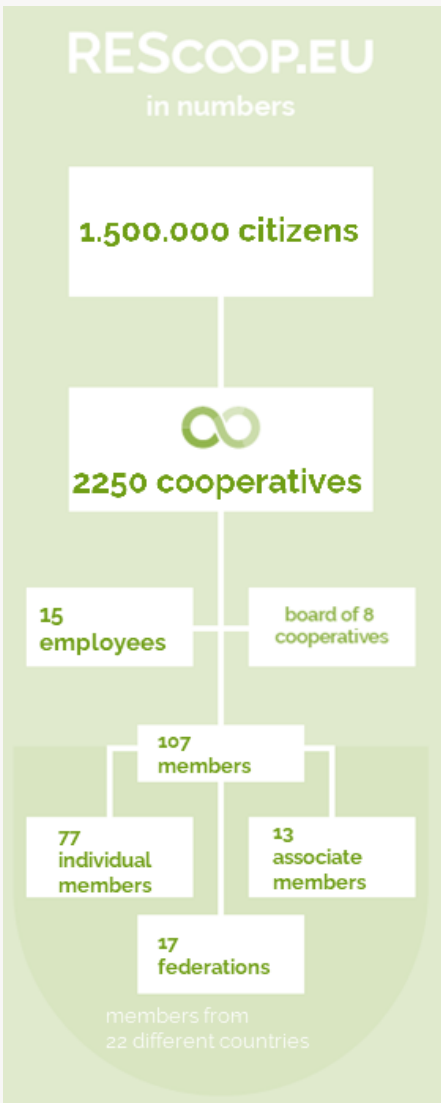 REScoop.eu
in numbers
1.500.000 citizens
2250 cooperatives
15
employees
board of 8
cooperatives
107
members
77
individual
members
13
associate
members
17
federations
members from
22 different countries